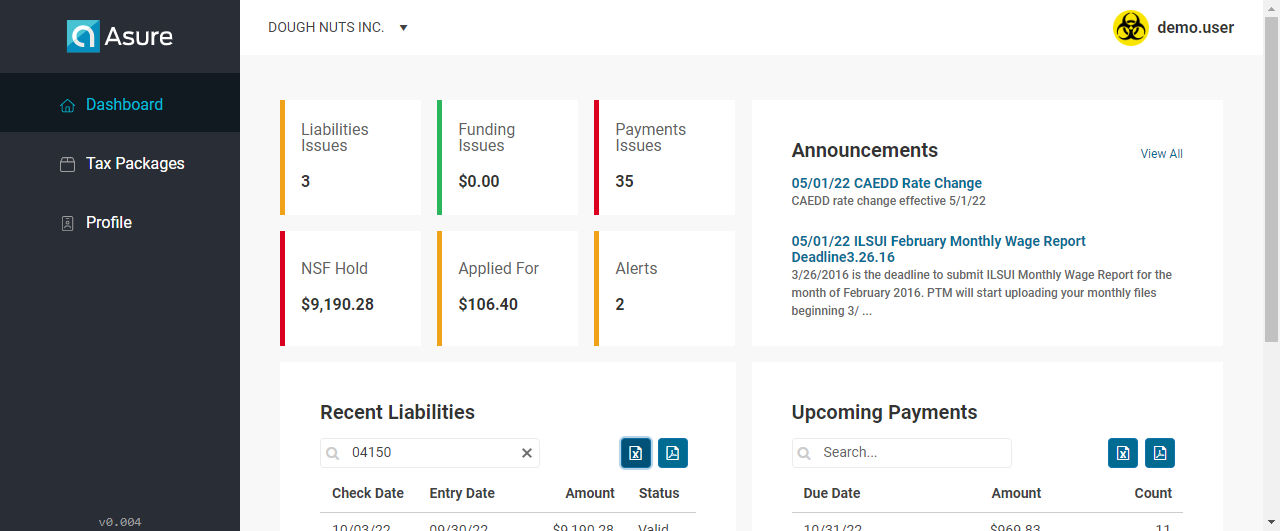 Asure
DOUGH NUTS INC.
demo.user
Dashboard
Tax Packages
Profile
v0.004
Liabilities
Issues
3
Funding
Issues
$0.00
Payments
Issues
35
NSF Hold
$9,190.28
Applied For
$106.40
Alerts
2
Announcements
View All
05/01/22 CAEDD Rate Change
CAEDD rate change effective 5/1/22
05/01/22 ILSUI February Monthly Wage Report
Deadline3.26.16
3/26/2016 is the deadline to submit ILSUI Monthly Wage Report for the
month of February 2016. PTM will start uploading your monthly files
beginning 3/ ...
Recent Liabilities
04150
Check Date Entry Date Amount Status
10/03/22 09/30/22 $9,190.28 Valid
Upcoming Payments
Search...
Due Date Amount Count
10/31/22 $969.83 11